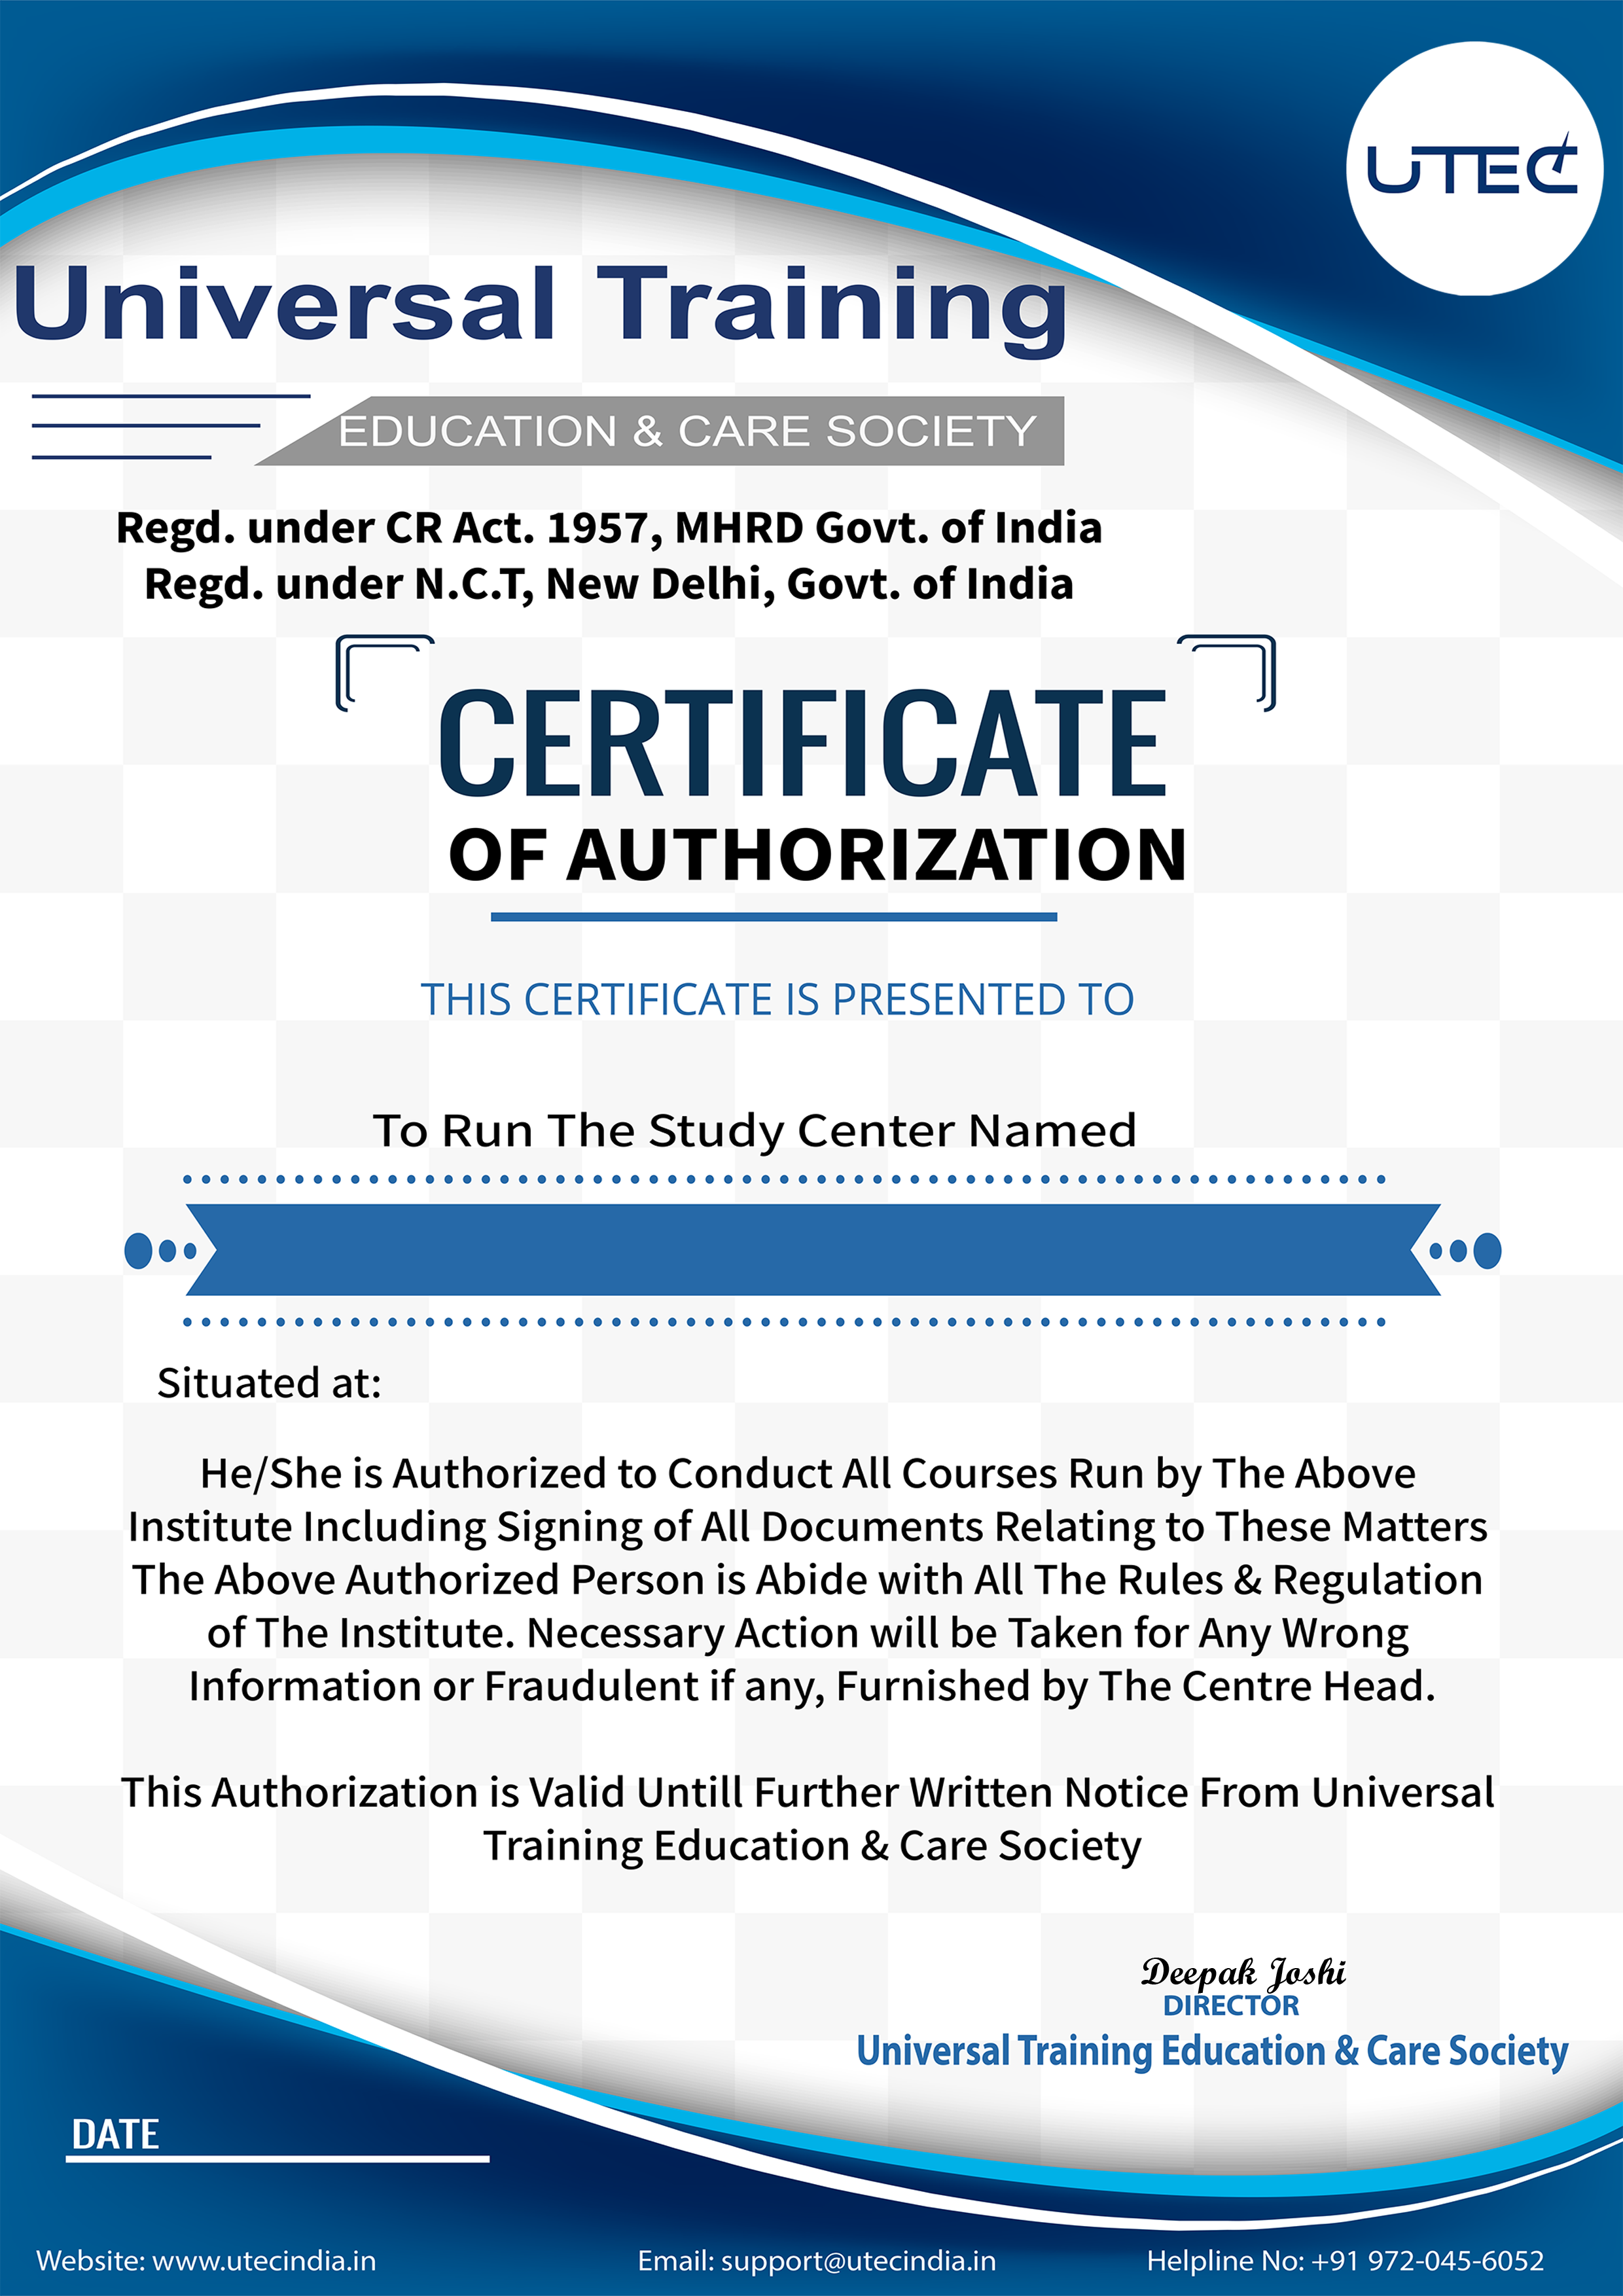 UTEC
Universal Training
EDUCATION & CARE SOCIETY
Regd. under CR Act. 1957, MHRD Govt. of India
Regd. under N.C.T, New Delhi, Govt. of India
CERTIFICATE
OF AUTHORIZATION
THIS CERTIFICATE IS PRESENTED TO
To Run The Study Center Named
Situated at:
He/She is Authorized to Conduct All Courses Run by The Above
Institute Including Signing of All Documents Relating to These Matters
The Above Authorized Person is Abide with All The Rules & Regulation
of The Institute. Necessary Action will be Taken for Any Wrong
Information or Fraudulent if any, Furnished by The Centre Head.
This Authorization is Valid Untill Further Written Notice From Universal
Training Education & Care Society
Deepak Joshi
DIRECTOR
Universal Training Education & Care Society
DATE
Website: www.utecindia.in Email: support@utecindia.in Helpline No: +91 972-045-6052